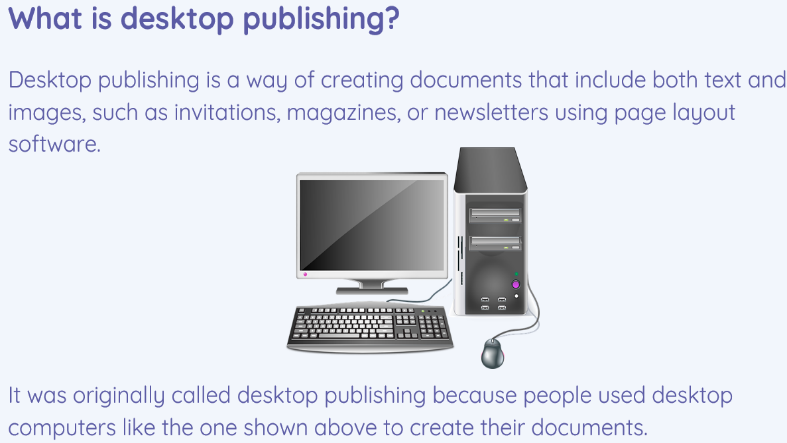 What is desktop publishing?
Desktop publishing is a way of creating documents that include both text and
images, such as invitations, magazines, or newsletters using page layout
software.
It was originally called desktop publishing because people used desktop
computers like the one shown above to create their documents.